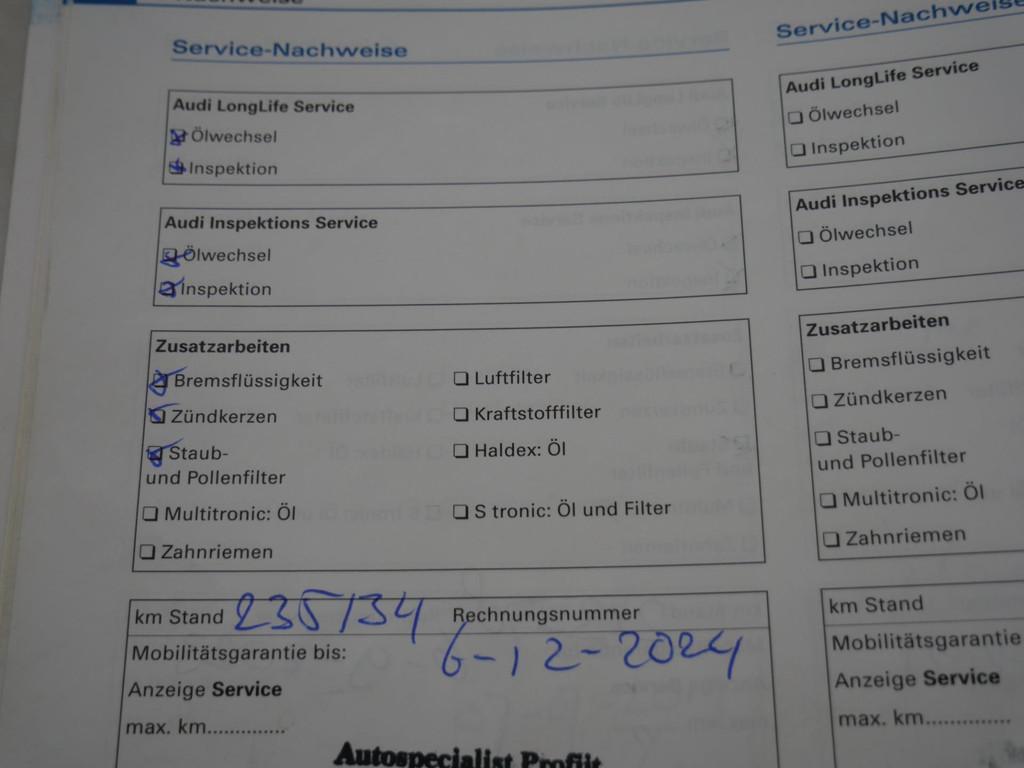 Nachweise
Service-Nachweise
Audi LongLife Service
Ölwechsel
Inspektion
Audi Inspektions Service
Ölwechsel
Inspektion
Zusatzarbeiten
Bremsflüssigkeit
Luftfilter
Zündkerzen
Kraftstofffilter
Staub-
und Pollenfilter
Haldex: Öl
Multitronic: Öl
S tronic: Öl und Filter
Zahnriemen
km Stand 235134 Rechnungsnummer
Mobilitätsgarantie bis: 6-12-2024
Anzeige Service
max. km..............
Autospecialist Profijt
Service-Nachweise
Audi LongLife Service
Ölwechsel
Inspektion
Audi Inspektions Service
Ölwechsel
Inspektion
Zusatzarbeiten
Bremsflüssigkeit
Zündkerzen
Staub-
und Pollenfilter
Multitronic: Öl
Zahnriemen
km Stand
Mobilitätsgarantie
Anzeige Service
max. km..............